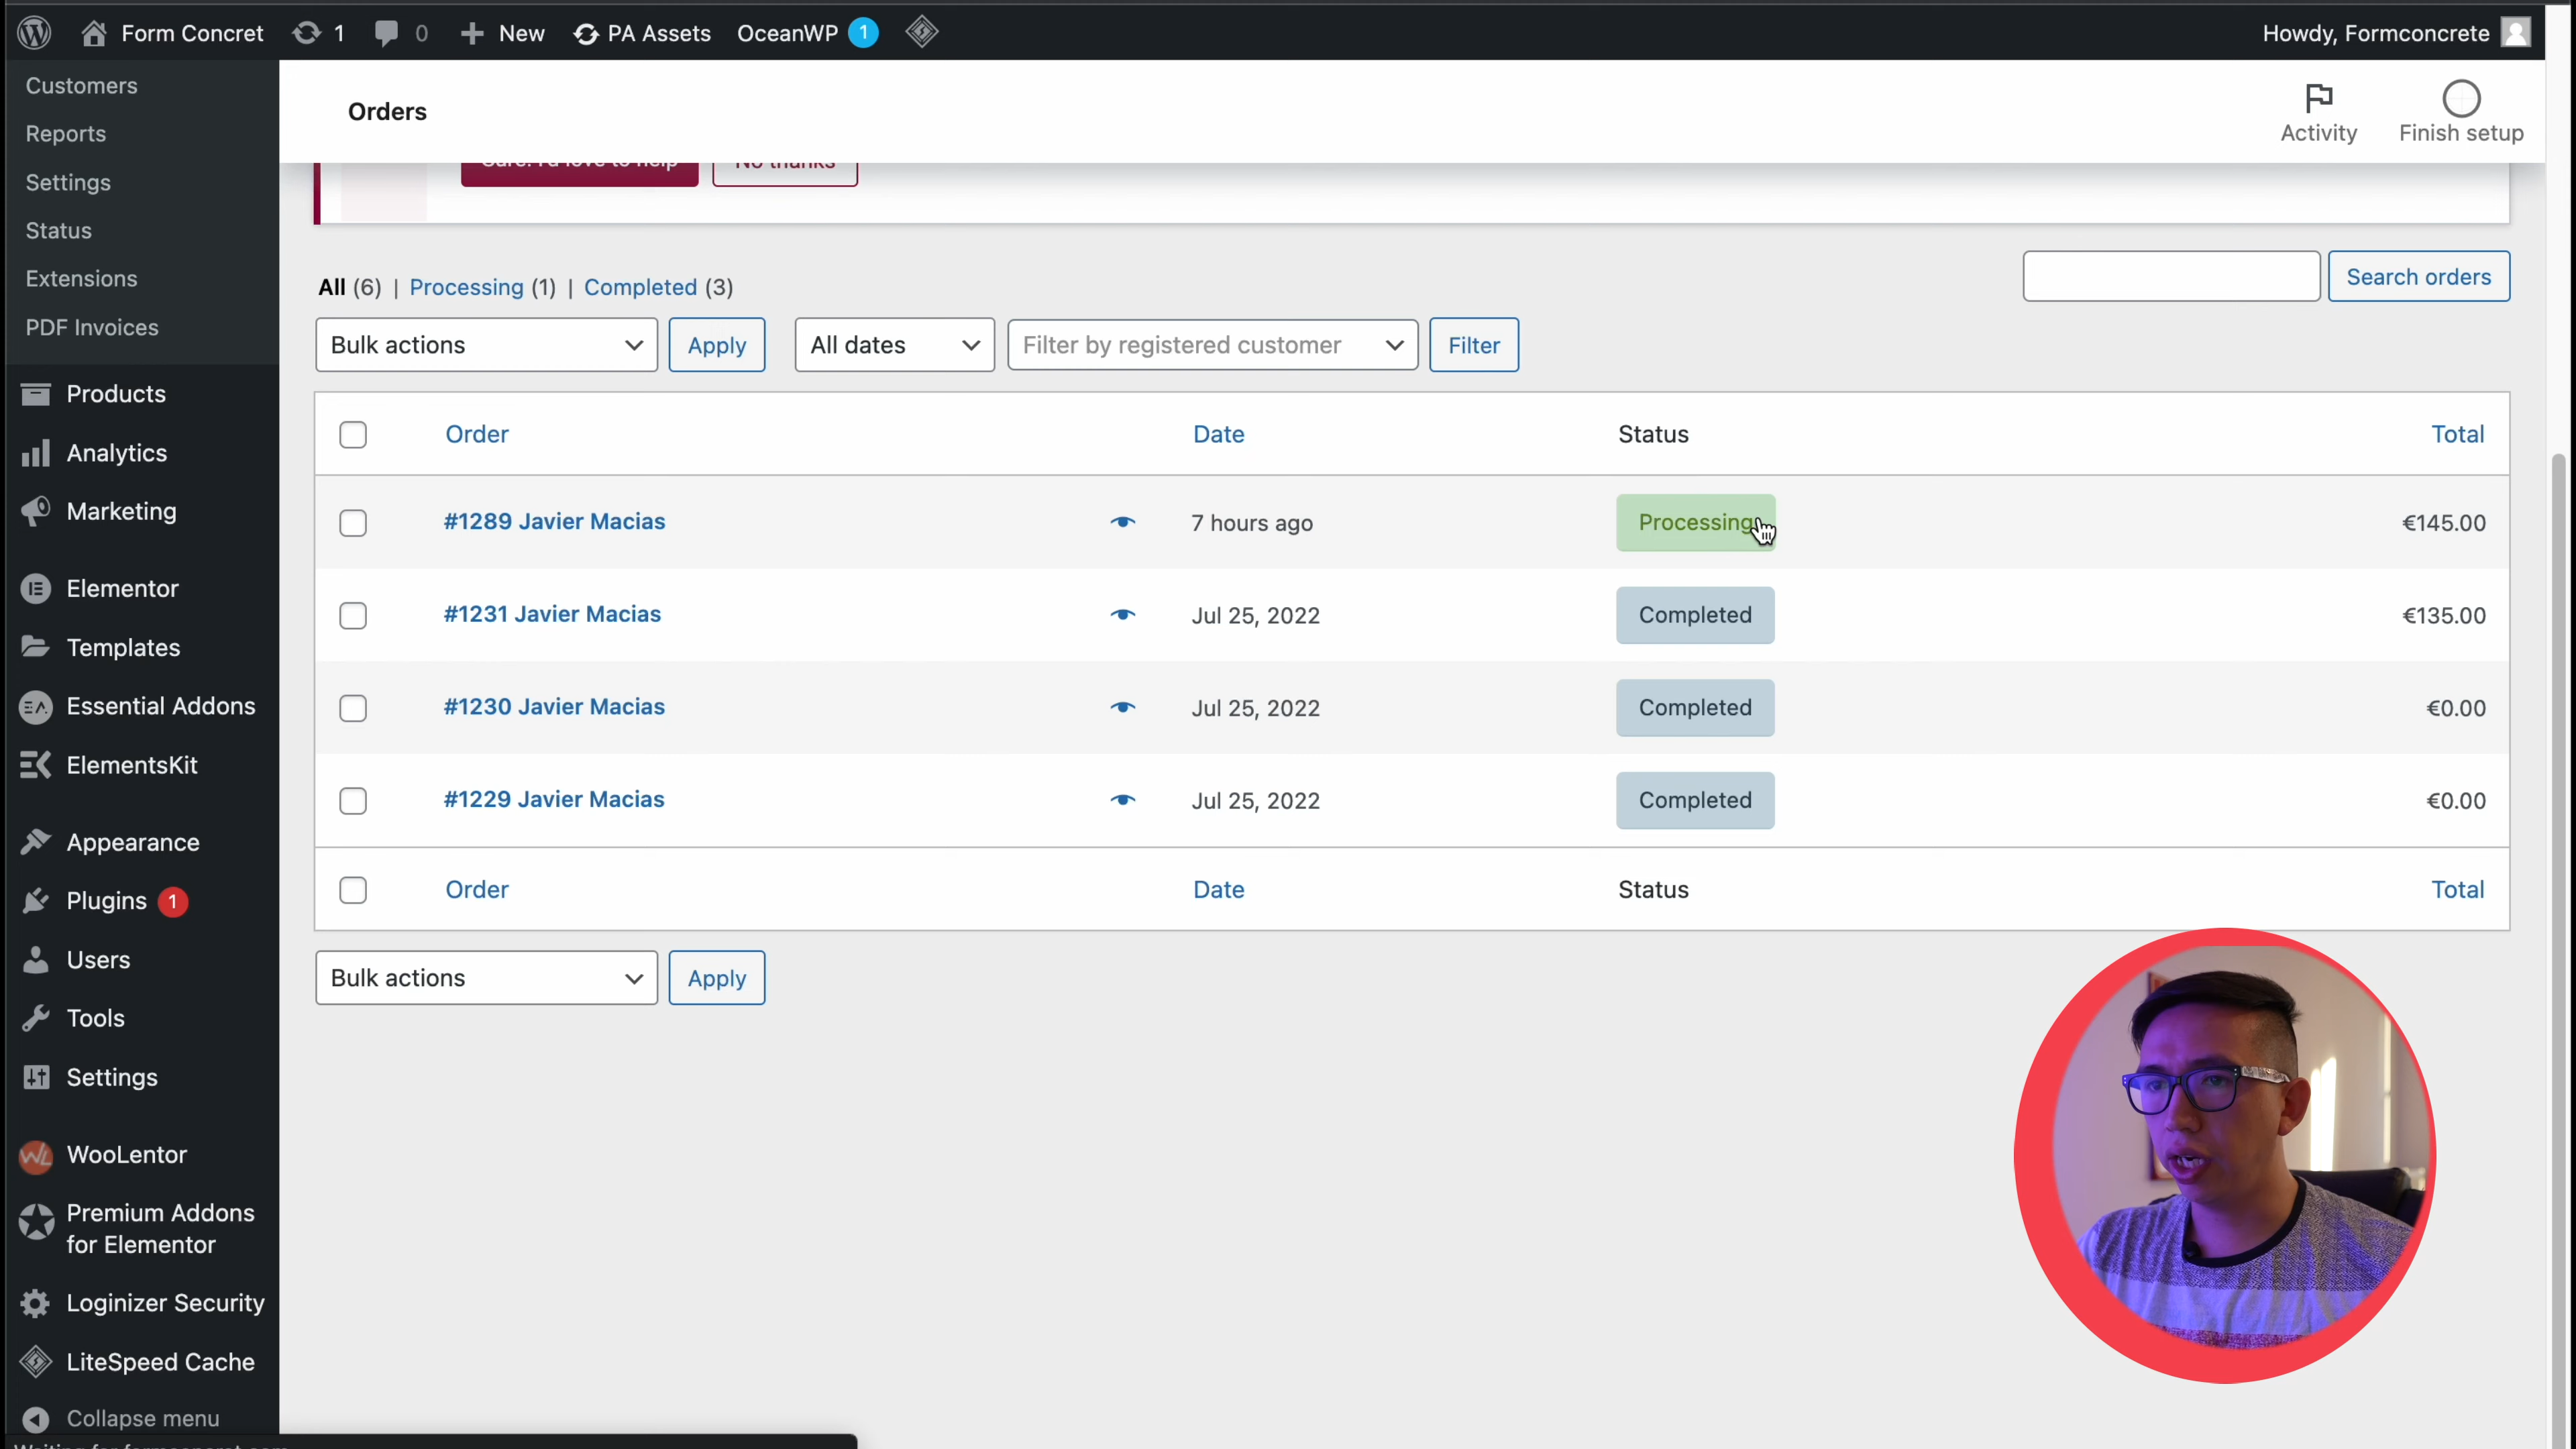 Form Concret 1 0 New PA Assets OceanWP 1 Howdy, Formconcrete
Customers
Reports
Settings
Status
Extensions
PDF Invoices
Products
Analytics
Marketing
Elementor
Templates
Essential Addons
ElementsKit
Appearance
Plugins 1
Users
Tools
Settings
WooLentor
Premium Addons
for Elementor
Loginizer Security
LiteSpeed Cache
Collapse menu
Orders
Activity
Finish setup
No thanks
All (6) | Processing (1) | Completed (3)
Search orders
Bulk actions Apply All dates Filter by registered customer Filter
Order Date Status Total
#1289 Javier Macias 7 hours ago Processing €145.00
#1231 Javier Macias Jul 25, 2022 Completed €135.00
#1230 Javier Macias Jul 25, 2022 Completed €0.00
#1229 Javier Macias Jul 25, 2022 Completed €0.00
Order Date Status Total
Bulk actions Apply